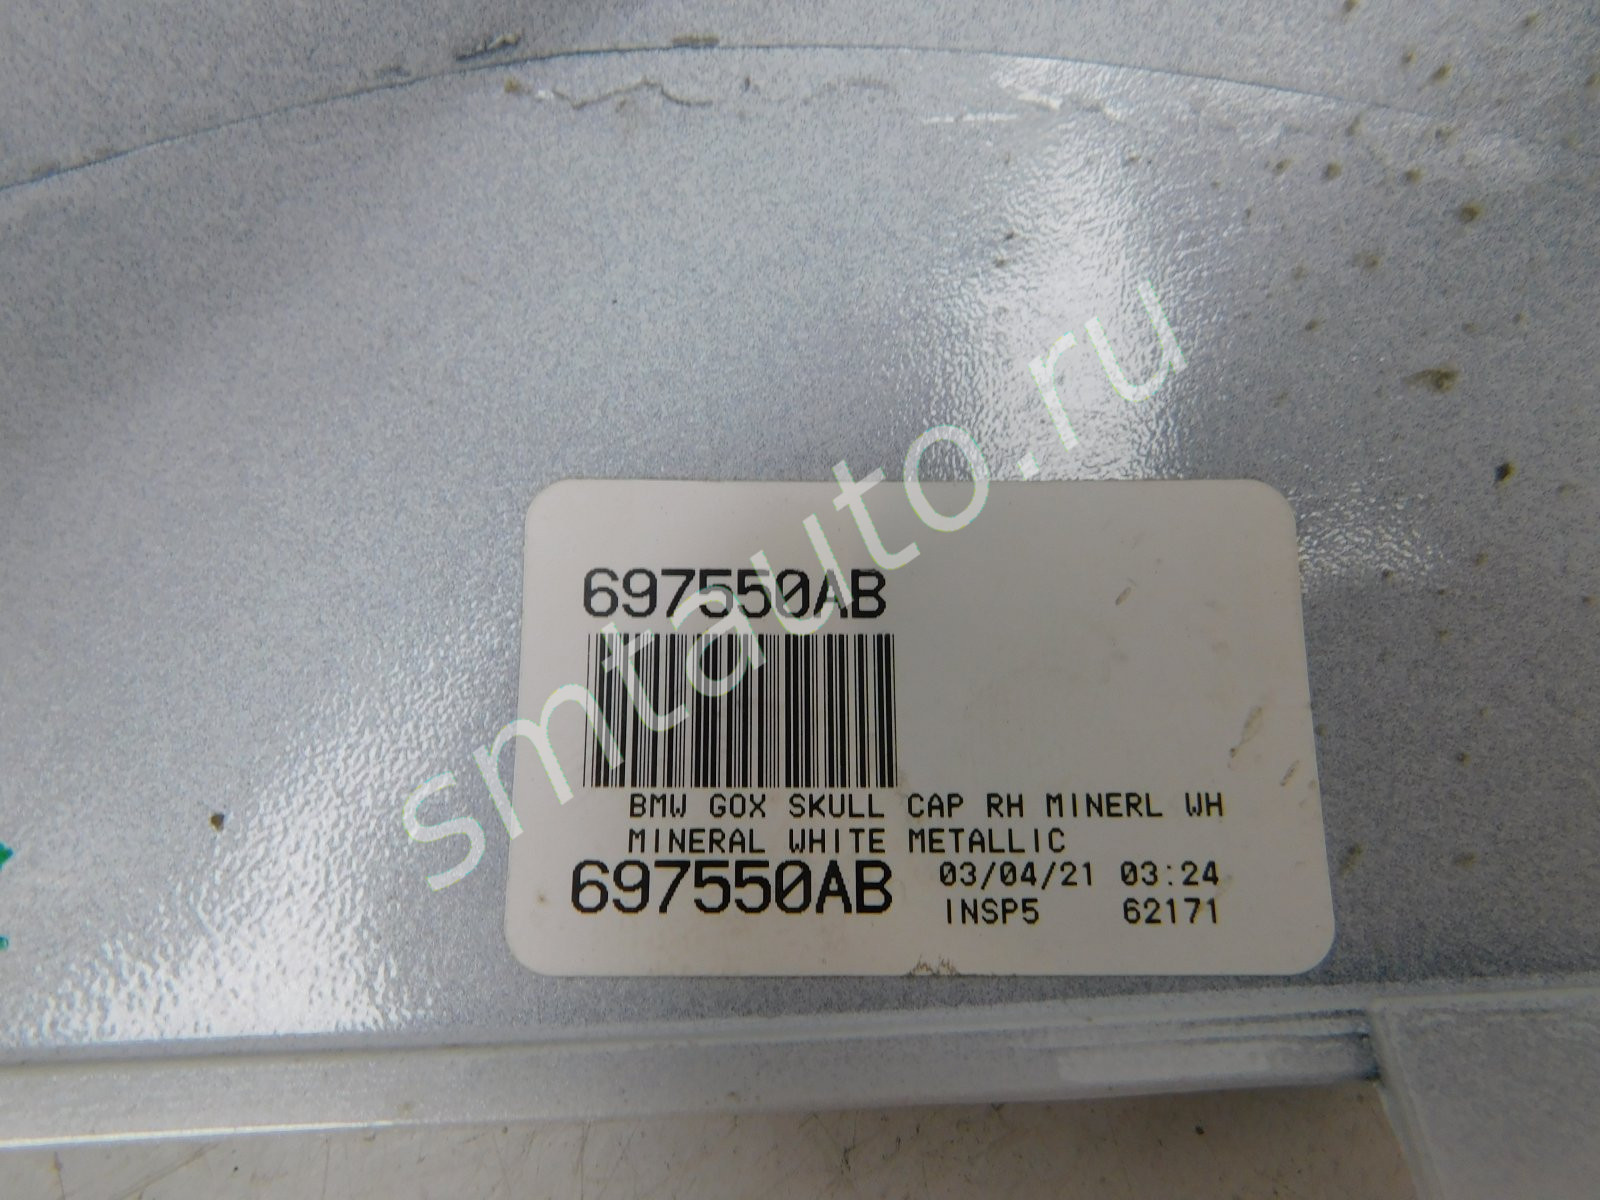 697550AB
BMW GOX SKULL CAP RH MINERL WH
MINERAL WHITE METALLIC
697550AB 03/04/21 03:24
INSP5 62171
smtauto.ru